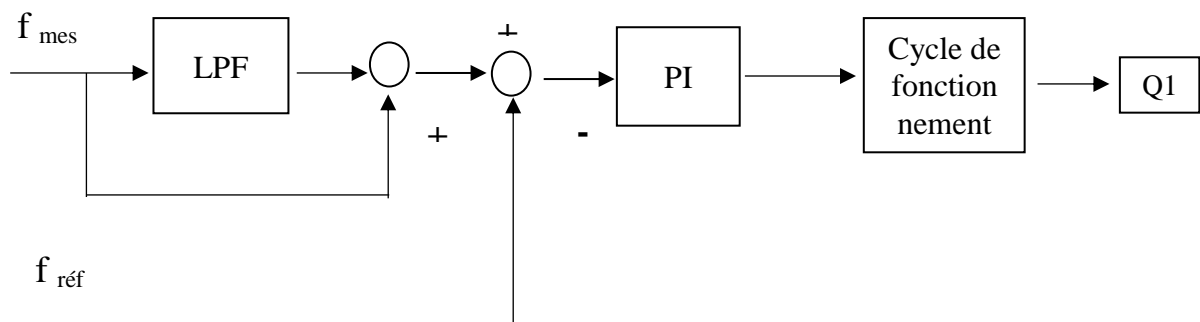 f mes
LPF
+
+
-
PI
Cycle de
fonction
nement
Q1
f réf